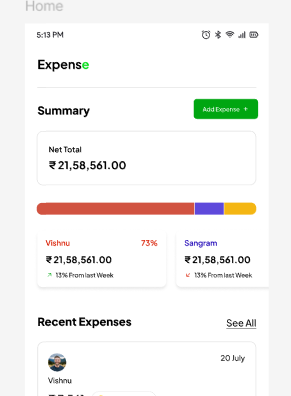 Home
5:13 PM
Expense
Summary
Add Expense +
Net Total
₹21,58,561.00
Vishnu 73%
₹21,58,561.00
13% From last Week
Sangram
₹21,58,561.00
13% From last Week
Recent Expenses
See All
20 July
Vishnu